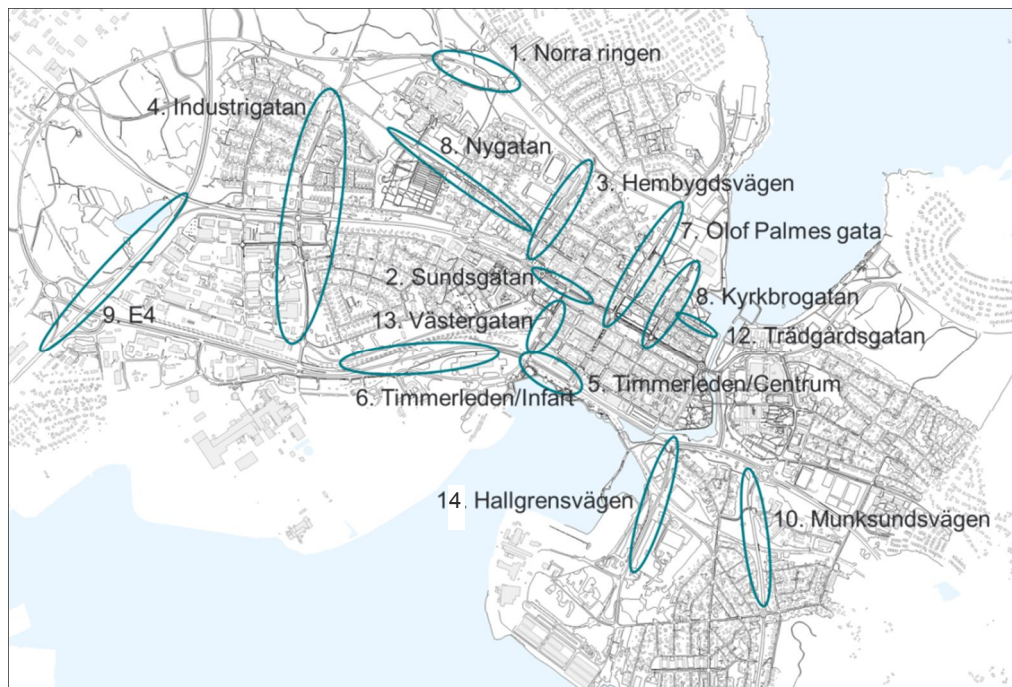 1. Norra ringen
4. Industrigatan
8. Nygatan
3. Hembygdsvägen
7. Olof Palmes gata
2. Sundsgatan
8. Kyrkbrogatan
9. E4
13. Västergatan
12. Trädgårdsgatan
6. Timmerleden/Infart
5. Timmerleden/Centrum
14. Hallgrensvägen
10. Munksundsvägen